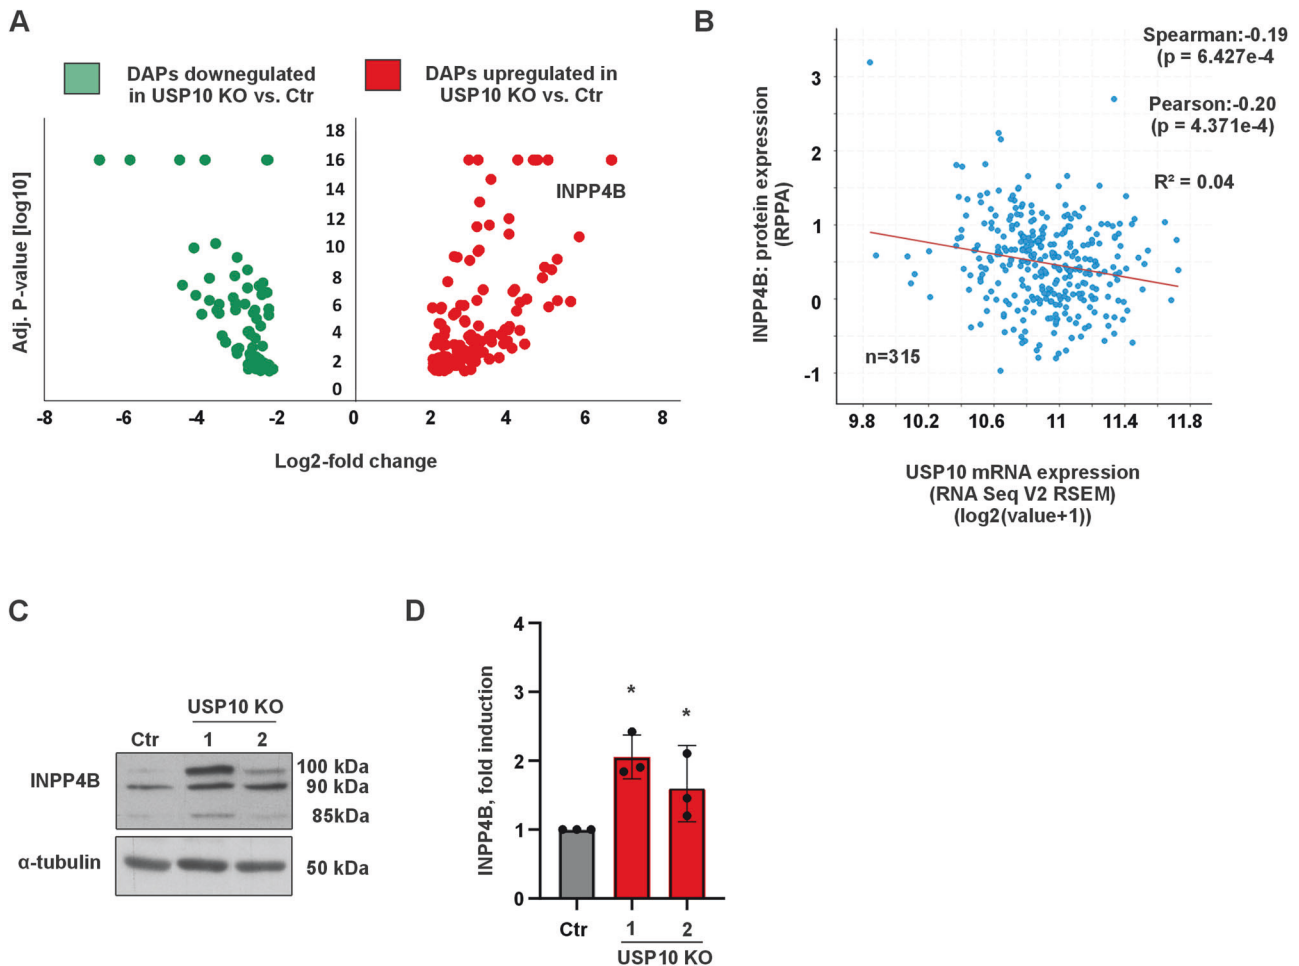 A
DAPs downegulated
in USP10 KO vs. Ctr
DAPs upregulated in
USP10 KO vs. Ctr
Adj. P-value [log10]
18
16
14
12
10
8
6
4
2
0
INPP4B
-8
-6
-4
-2
0
2
4
6
8
Log2-fold change
B
Spearman:-0.19
(p = 6.427e-4
Pearson:-0.20
(p = 4.371e-4)
R² = 0.04
INPP4B: protein expression
(RPPA)
3
2
1
0
-1
n=315
9.8
10.2
10.6
11
11.4
11.8
USP10 mRNA expression
(RNA Seq V2 RSEM)
(log2(value+1))
C
USP10 KO
Ctr
1
2
INPP4B
100 kDa
90 kDa
85kDa
α-tubulin
50 kDa
D
INPP4B, fold induction
4
3
2
1
0
*
*
Ctr
1
2
USP10 KO